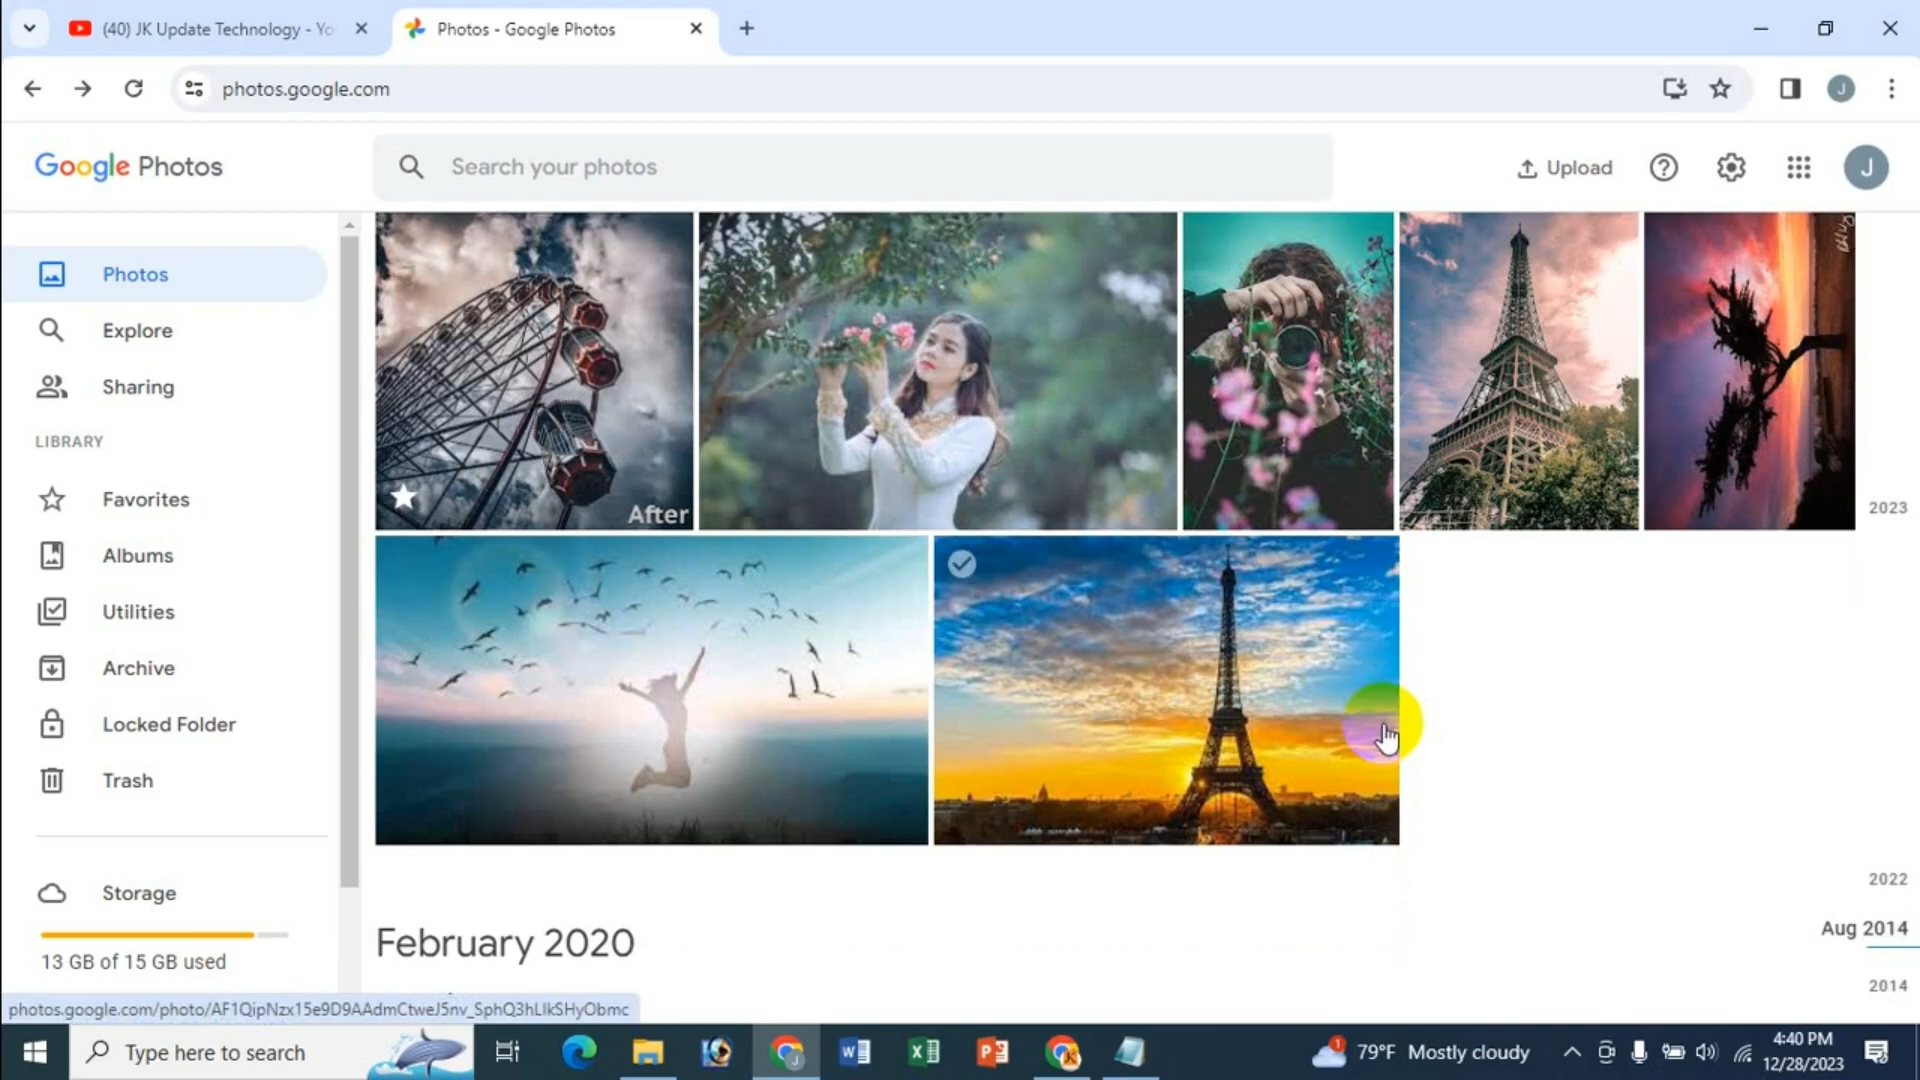 (40) JK Update Technology - Yo
Photos - Google Photos
photos.google.com
J
Google Photos
Search your photos
Upload
J
Photos
Explore
Sharing
LIBRARY
Favorites
Albums
Utilities
Archive
Locked Folder
Trash
Storage
13 GB of 15 GB used
After
2023
2022
Aug 2014
2014
February 2020
photos.google.com/photo/AF1QipNzx15e9D9AAdmCtweJ5nv_SphQ3hLIkSHyObmc
Type here to search
1
79°F Mostly cloudy
4:40 PM
12/28/2023